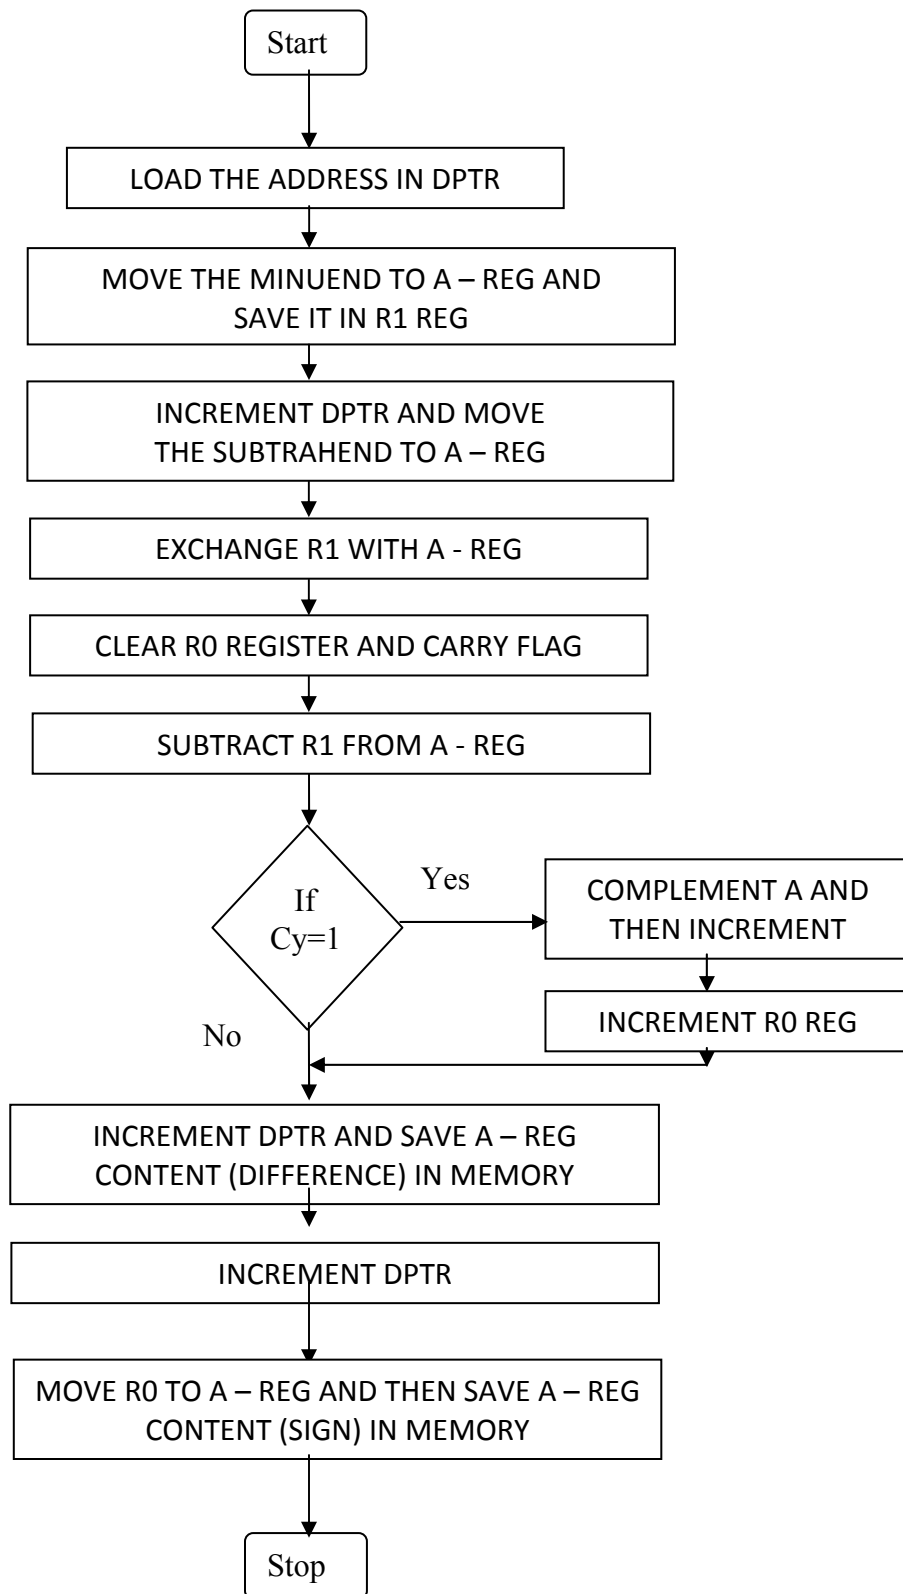 Start
LOAD THE ADDRESS IN DPTR
MOVE THE MINUEND TO A – REG AND
SAVE IT IN R1 REG
INCREMENT DPTR AND MOVE
THE SUBTRAHEND TO A – REG
EXCHANGE R1 WITH A - REG
CLEAR R0 REGISTER AND CARRY FLAG
SUBTRACT R1 FROM A - REG
If
Cy=1
Yes
COMPLEMENT A AND
THEN INCREMENT
INCREMENT R0 REG
No
INCREMENT DPTR AND SAVE A – REG
CONTENT (DIFFERENCE) IN MEMORY
INCREMENT DPTR
MOVE R0 TO A – REG AND THEN SAVE A – REG
CONTENT (SIGN) IN MEMORY
Stop